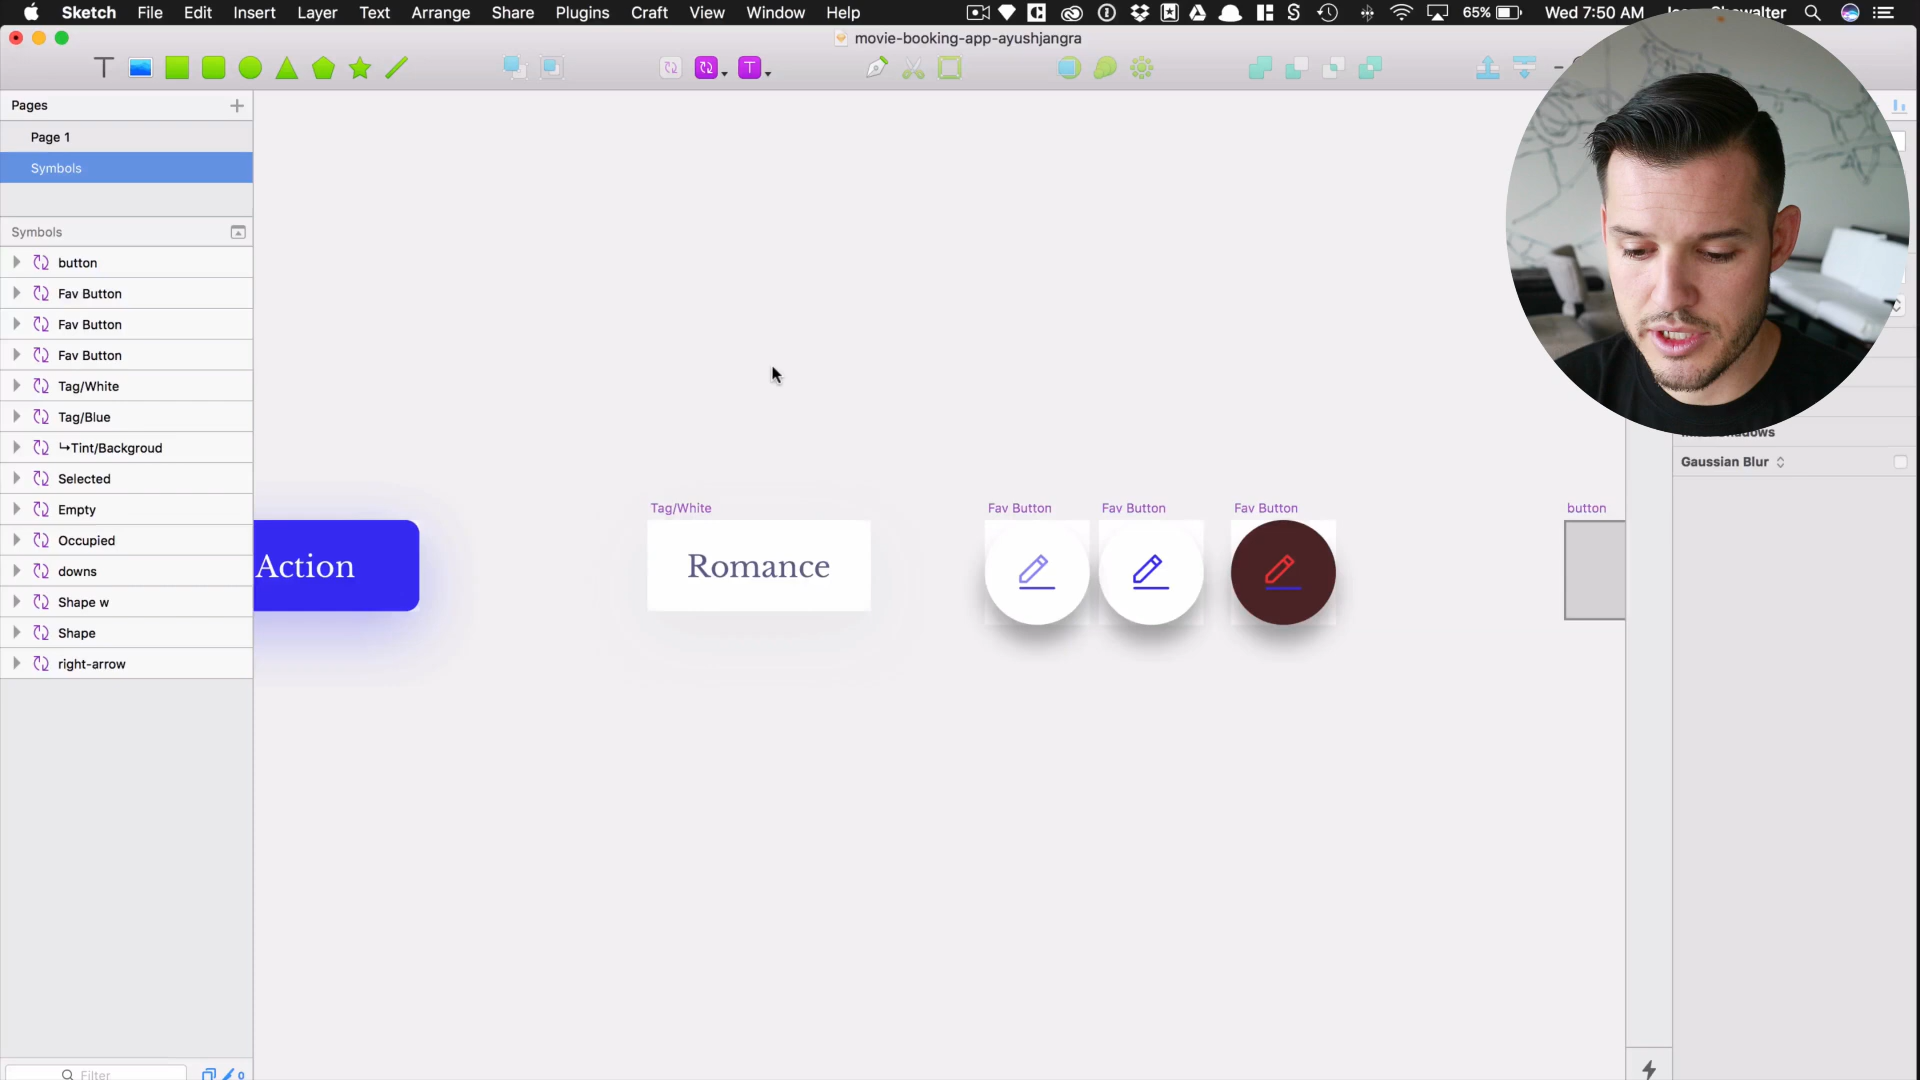 Sketch File Edit Insert Layer Text Arrange Share Plugins Craft View Window Help 65% Wed 7:50 AM
movie-booking-app-ayushjangra
Pages
Page 1
Symbols
Symbols
button
Fav Button
Fav Button
Fav Button
Tag/White
Tag/Blue
↳Tint/Backgroud
Selected
Empty
Occupied
downs
Shape w
Shape
right-arrow
Filter
0
Action
Tag/White
Romance
Fav Button
Fav Button
Fav Button
button
Gaussian Blur